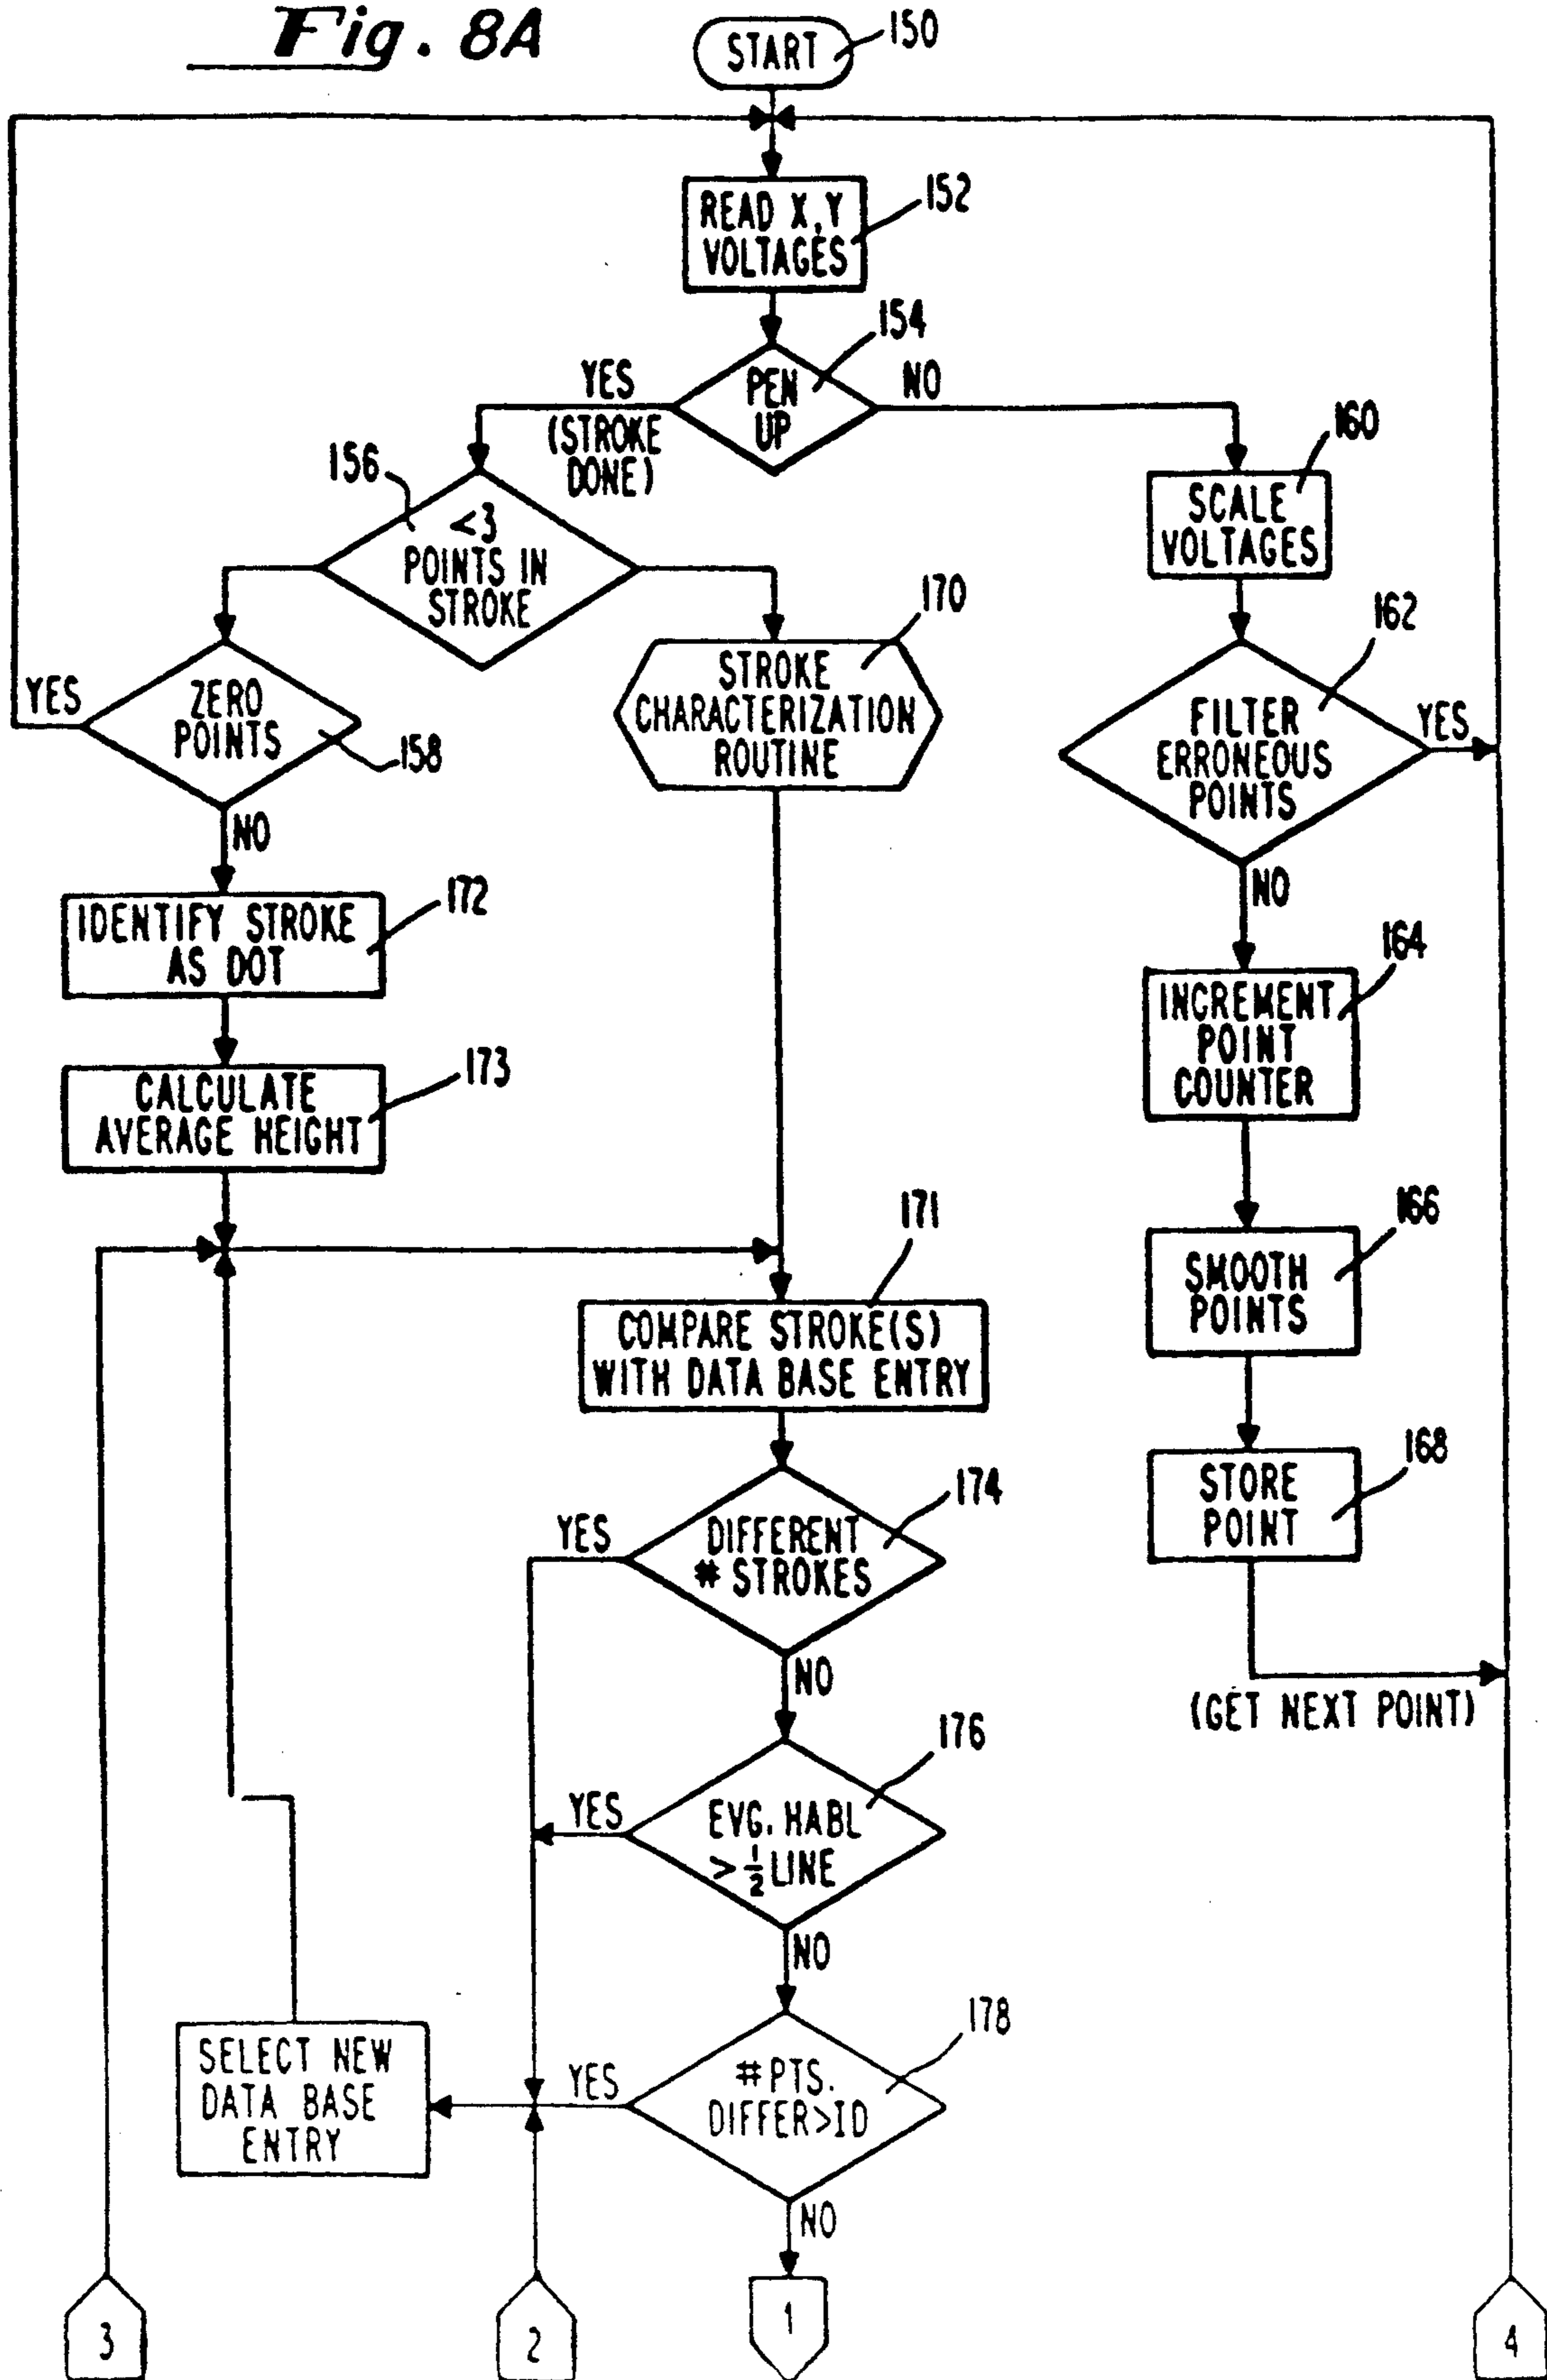 Fig. 8A
START
150
READ X,Y
VOLTAGES
152
154
PEN
UP
YES
(STROKE
DONE)
NO
156
<3
POINTS IN
STROKE
160
SCALE
VOLTAGES
170
STROKE
CHARACTERIZATION
ROUTINE
162
FILTER
ERRONEOUS
POINTS
YES
NO
YES
ZERO
POINTS
158
NO
172
IDENTIFY STROKE
AS DOT
173
CALCULATE
AVERAGE HEIGHT
164
INCREMENT
POINT
COUNTER
166
SMOOTH
POINTS
168
STORE
POINT
(GET NEXT POINT)
171
COMPARE STROKE(S)
WITH DATA BASE ENTRY
174
DIFFERENT
# STROKES
YES
NO
176
EVG. HABL
>½ LINE
YES
NO
178
#PTS.
DIFFER>ID
YES
NO
SELECT NEW
DATA BASE
ENTRY
3
2
1
4